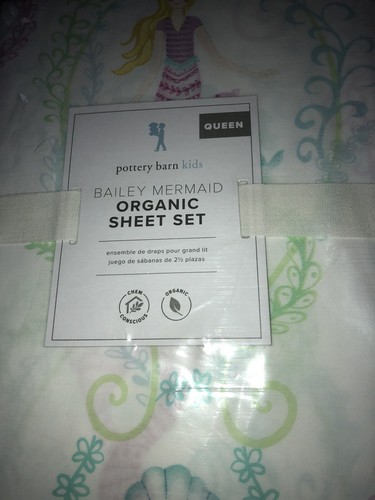 QUEEN
pottery barn kids
BAILEY MERMAID
ORGANIC
SHEET SET
ensemble de draps pour grand lit
juego de sábanas de 2½ plazas
CHEM CONSCIOUS
ORGANIC